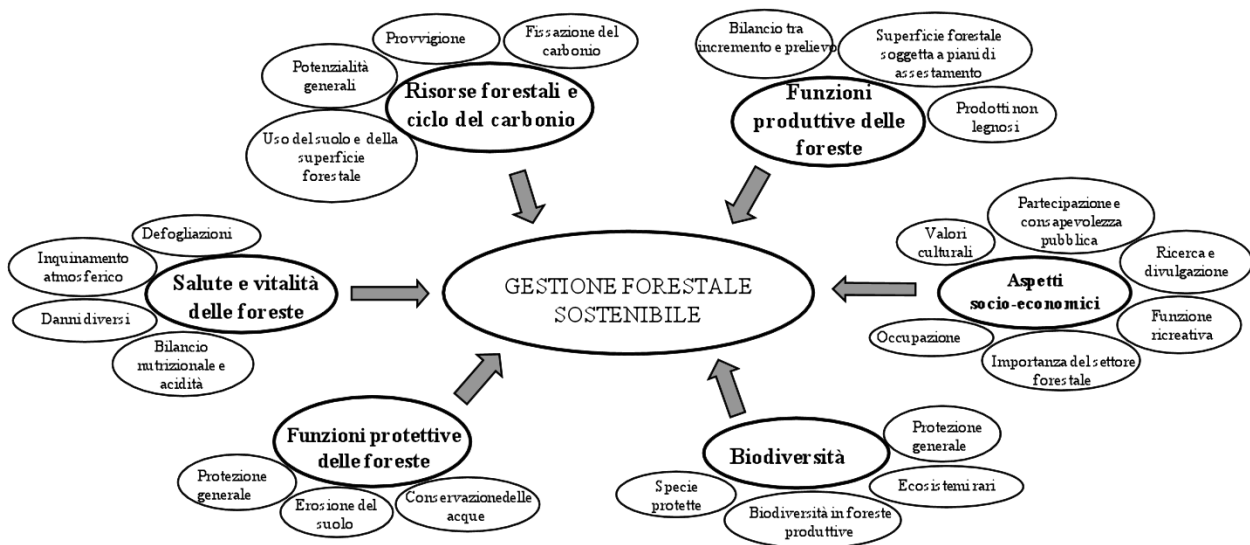 Provvigione
Fissazione del
carbonio
Potenzialità
generali
Risorse forestali e
ciclo del carbonio
Uso del suolo e della
superficie
forestale
Bilancio tra
incremento e prelievo
Superficie forestale
soggetta a piani di
assestamento
Funzioni
produttive delle
foreste
Prodotti non
legnosi
Defogliazioni
Inquinamento
atmosferico
Salute e vitalità
delle foreste
Danni diversi
Bilancio
nutrizionale e
acidità
GESTIONE FORESTALE
SOSTENIBILE
Partecipazione e
consapevolezza
pubblica
Valori
culturali
Ricerca e
divulgazione
Aspetti
socio-economici
Funzione
ricreativa
Occupazione
Importanza del settore
forestale
Funzioni protettive
delle foreste
Protezione
generale
Erosione del
suolo
Conservazione delle
acque
Biodiversità
Protezione
generale
Ecosistemi rari
Specie
protette
Biodiversità in foreste
produttive